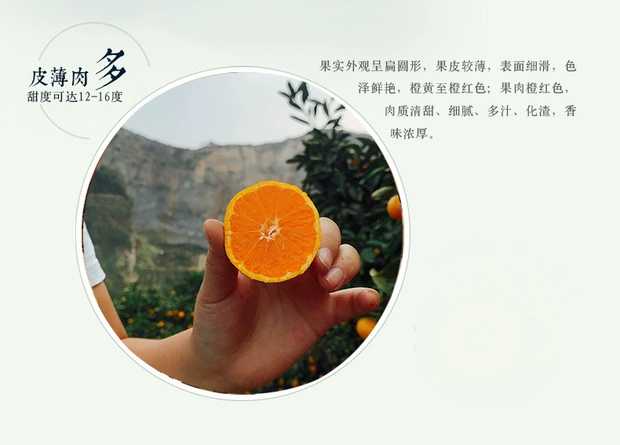 皮薄肉多
甜度可达12-16度
果实外观呈扁圆形，果皮较薄，表面细滑，色
泽鲜艳，橙黄至橙红色；果肉橙红色，
肉质清甜、细腻、多汁、化渣，香
味浓厚。